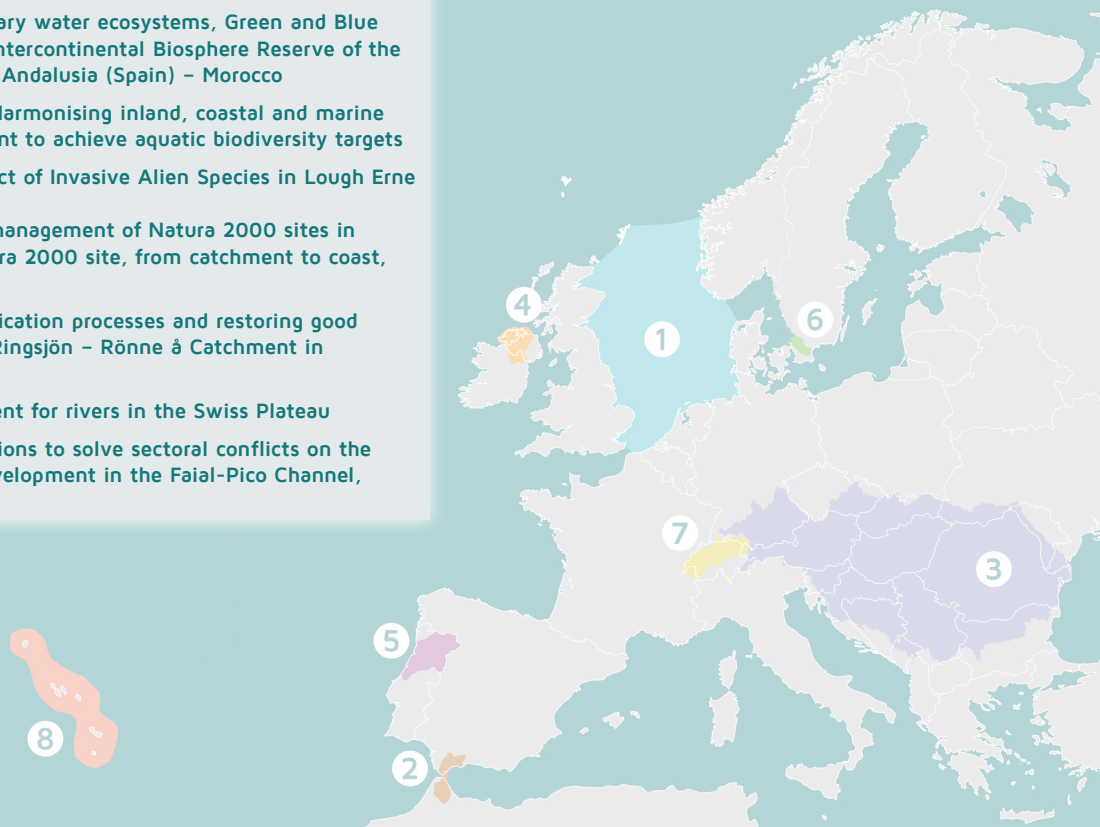 ary water ecosystems, Green and Blue
ntercontinental Biosphere Reserve of the
Andalusia (Spain) – Morocco
Harmonising inland, coastal and marine
nt to achieve aquatic biodiversity targets
ct of Invasive Alien Species in Lough Erne
management of Natura 2000 sites in
ra 2000 site, from catchment to coast,
ication processes and restoring good
Ringsjön – Rönne å Catchment in
ent for rivers in the Swiss Plateau
ions to solve sectoral conflicts on the
velopment in the Faial-Pico Channel,
4
6
1
7
3
5
8
2